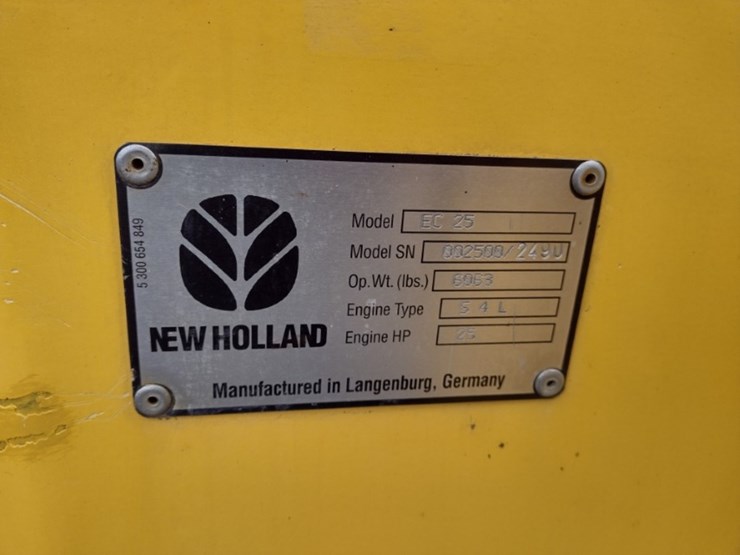 5 300 654 849
NEW HOLLAND
Model EC 25
Model SN
Op. Wt. (lbs.) 6063
Engine Type S 4 L
Engine HP 25
Manufactured in Langenburg, Germany